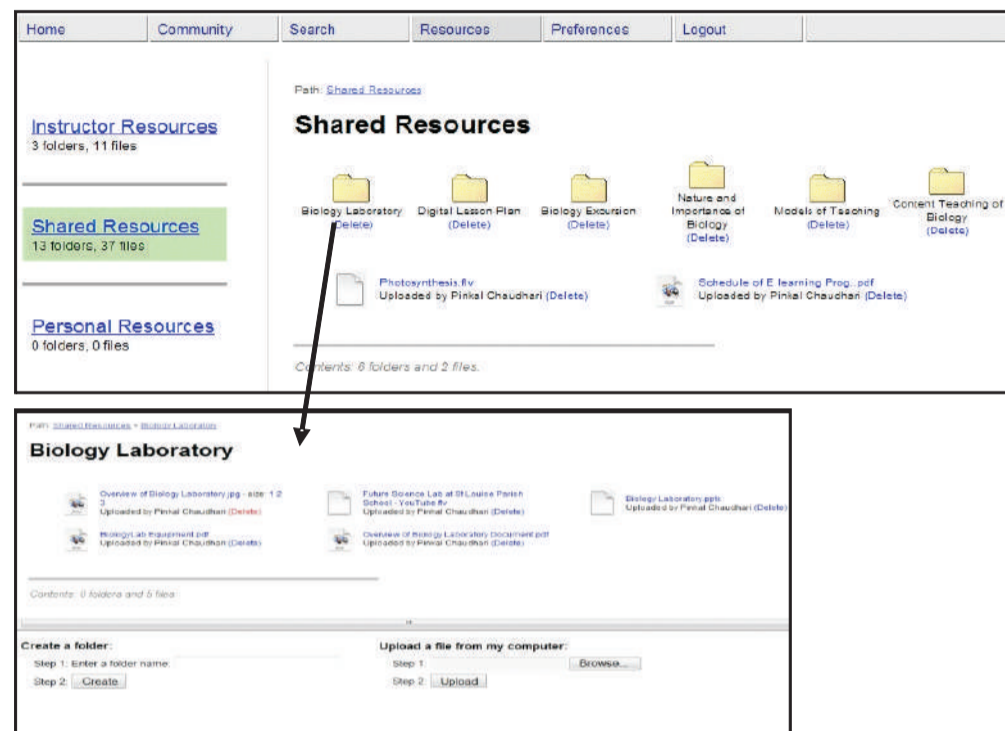 Home Community Search Resources Preferences Logout
Instructor Resources
3 folders, 11 files
Shared Resources
13 folders, 37 files
Personal Resources
0 folders, 0 files
Path: Shared Resources
Shared Resources
Biology Laboratory
(Delete)
Digital Lesson Plan
(Delete)
Biology Excursion
(Delete)
Nature and
Importance of
Biology
(Delete)
Models of Teaching
(Delete)
Content Teaching of
Biology
(Delete)
Photosynthesis.flv
Uploaded by Pinkal Chaudhari (Delete)
Schedule of E learning Prog..pdf
Uploaded by Pinkal Chaudhari (Delete)
Contents: 6 folders and 2 files.
Path: Shared Resources » Biology Laboratory
Biology Laboratory
Overview of Biology Laboratory.jpg - size: 1 2
3
Uploaded by Pinkal Chaudhari (Delete)
Future Science Lab at St Louise Parish
School - YouTube.flv
Uploaded by Pinkal Chaudhari (Delete)
Biology Laboratory.pptx
Uploaded by Pinkal Chaudhari (Delete)
BiologyLab Equipment.pdf
Uploaded by Pinkal Chaudhari (Delete)
Overview of Biology Laboratory Document.pdf
Uploaded by Pinkal Chaudhari (Delete)
Contents: 0 folders and 5 files.
Create a folder:
Step 1: Enter a folder name:
Step 2: Create
Upload a file from my computer:
Step 1: Browse...
Step 2: Upload